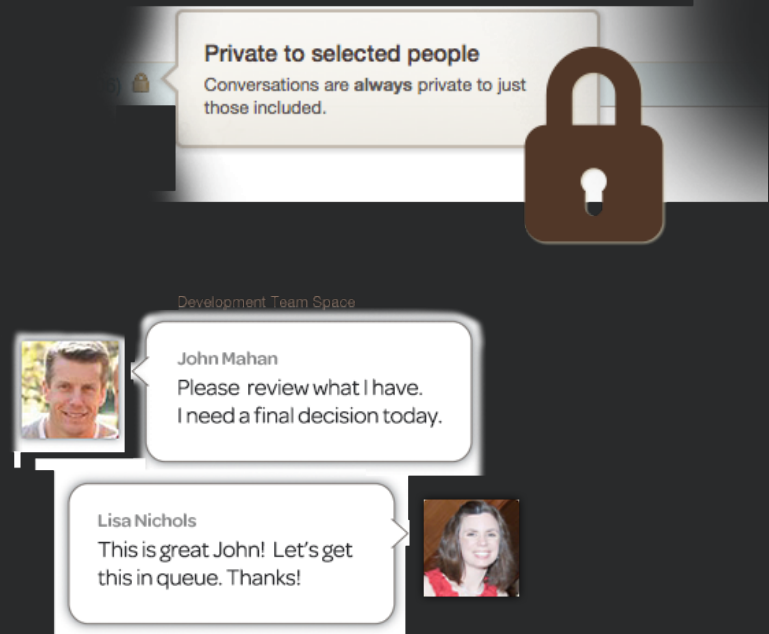 Private to selected people
Conversations are always private to just
those included.
Development Team Space
John Mahan
Please review what I have.
I need a final decision today.
Lisa Nichols
This is great John! Let's get
this in queue. Thanks!